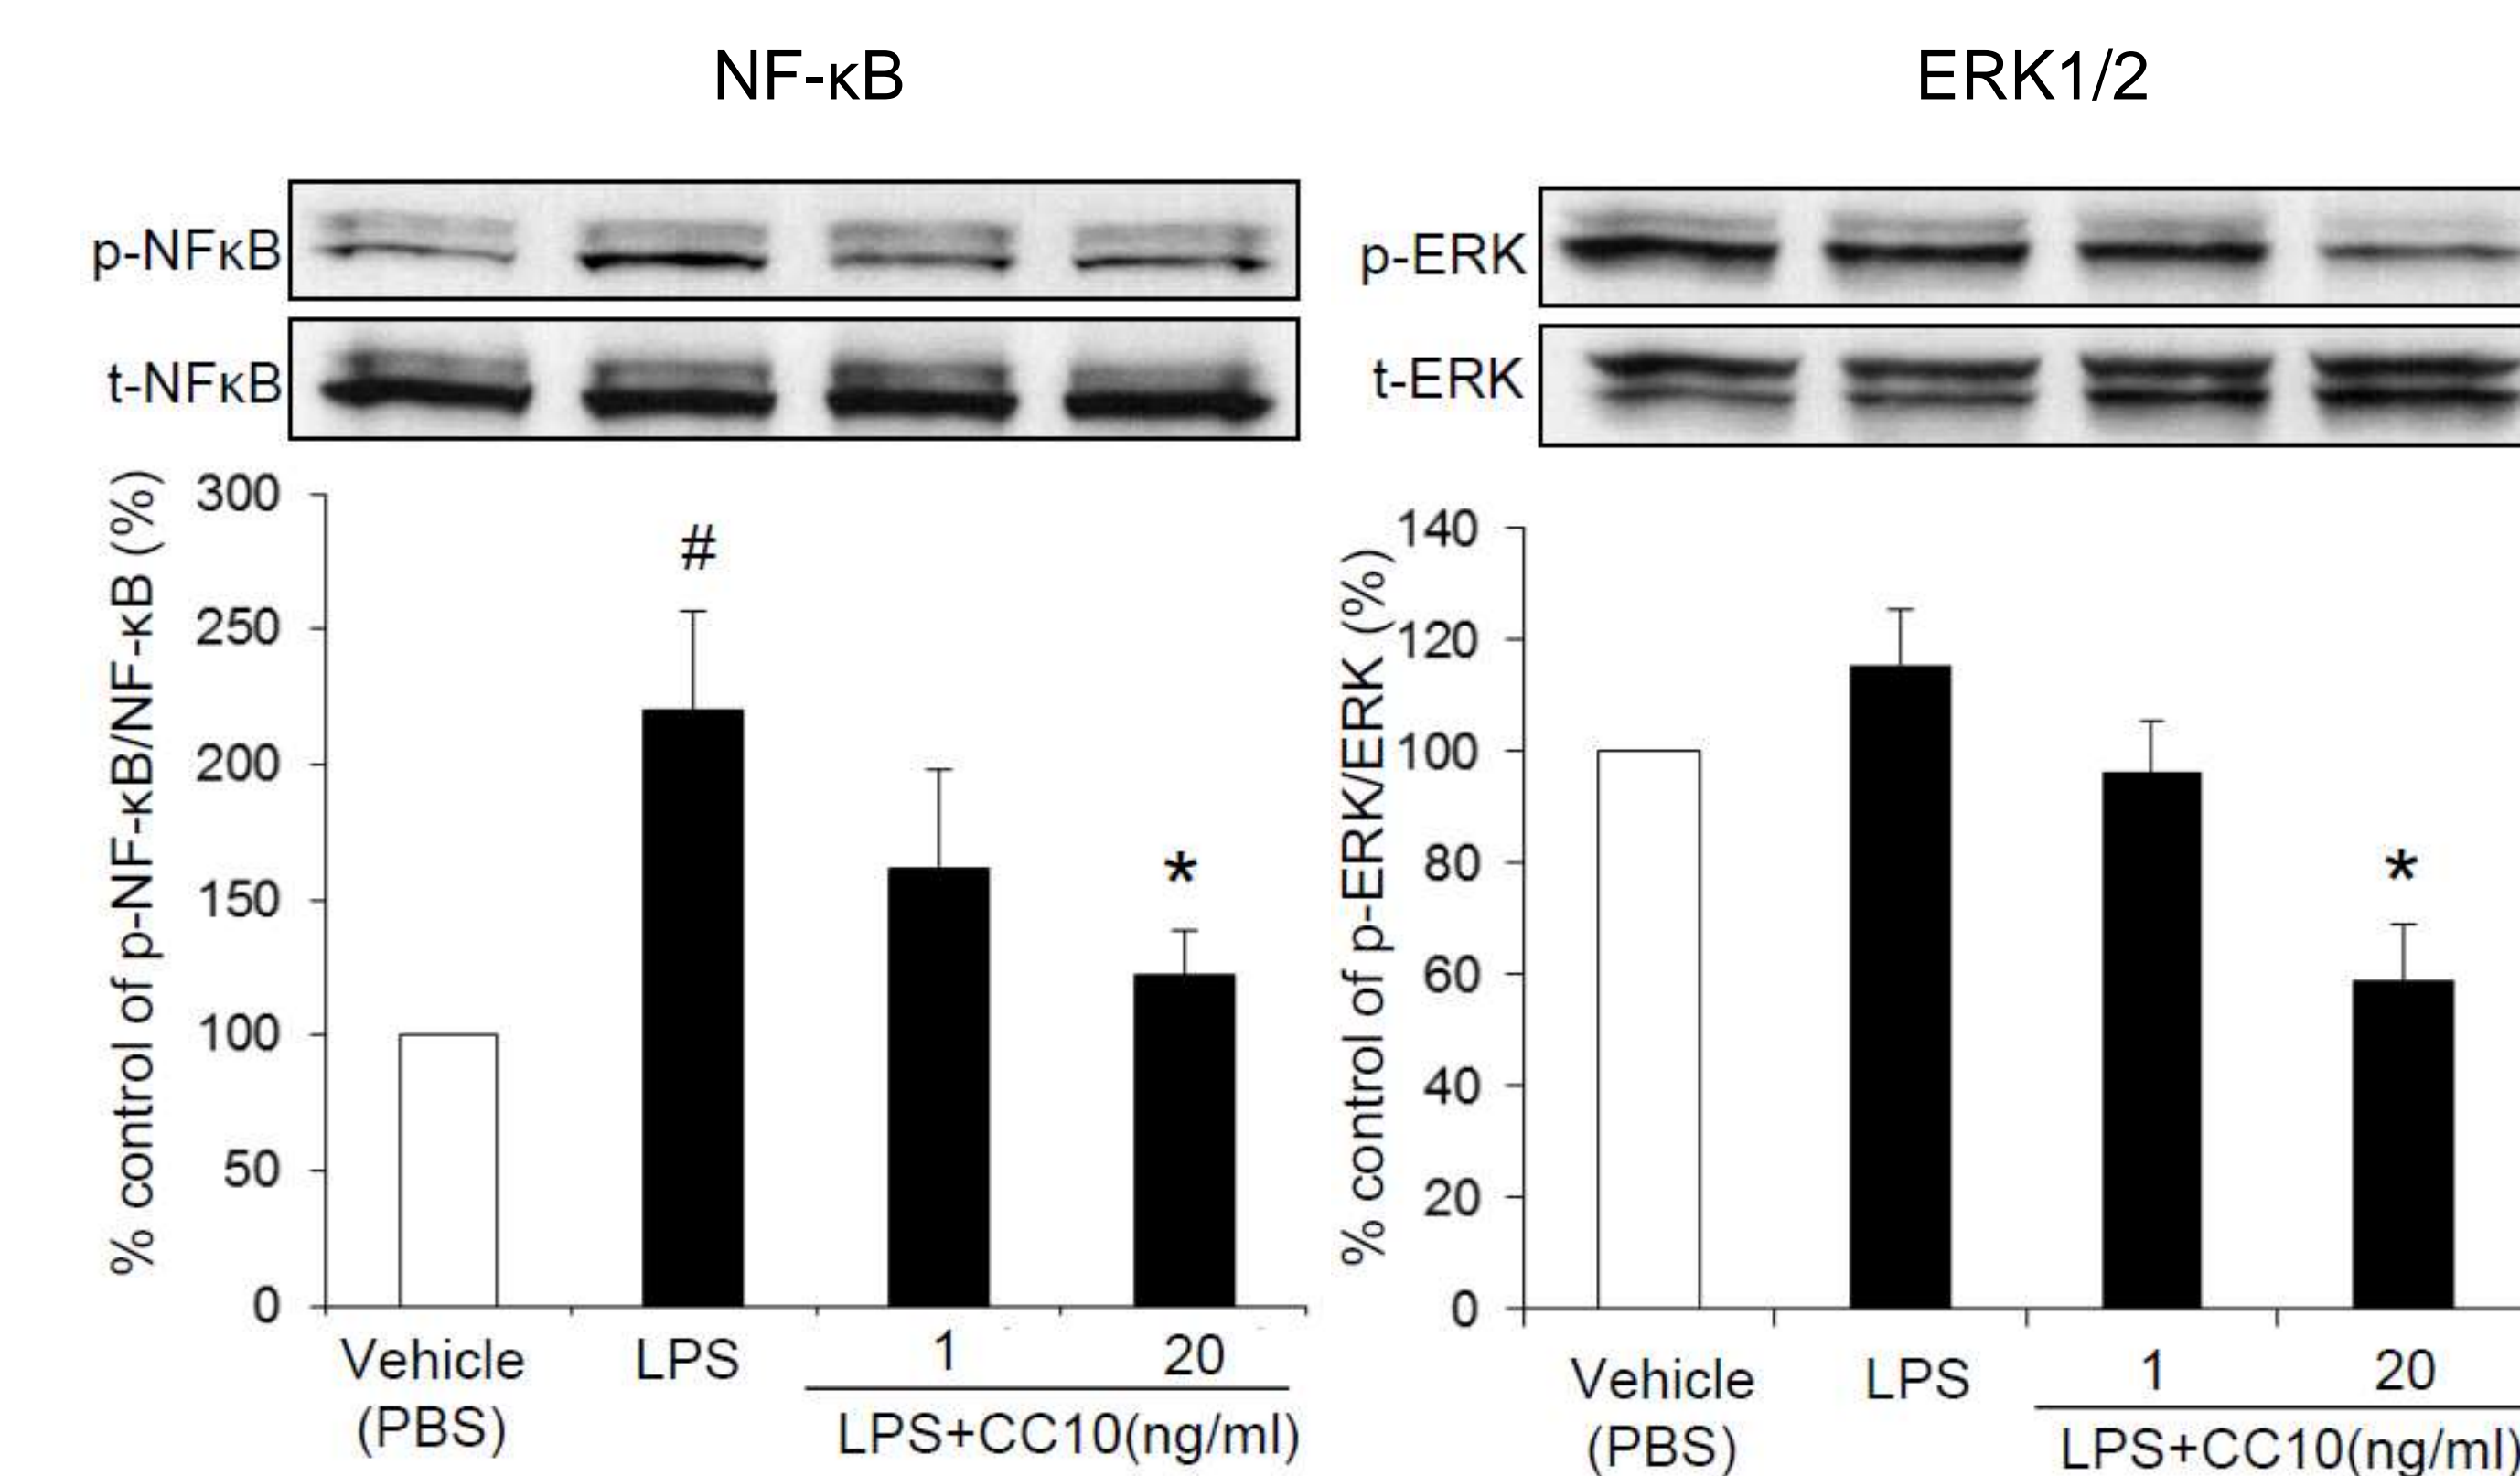 NF-κB
p-NFκB
t-NFκB
% control of p-NF-κB/NF-κB (%)
300
250
200
150
100
50
0
#
*
Vehicle
(PBS)
LPS
1
20
LPS+CC10(ng/ml)
ERK1/2
p-ERK
t-ERK
% control of p-ERK/ERK (%)
140
120
100
80
60
40
20
0
*
Vehicle
(PBS)
LPS
1
20
LPS+CC10(ng/ml)